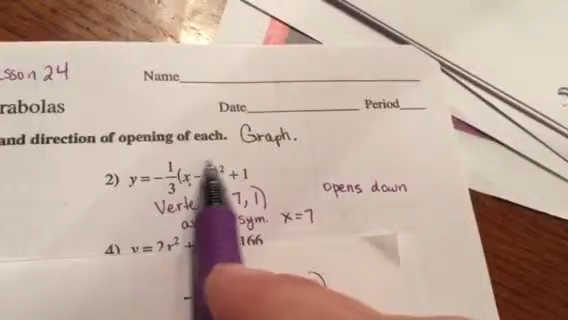 sson 24
Name
rabolas
Date Period
and direction of opening of each. Graph.
2) y = -1/3(x - )² + 1
opens down
Verte 7, 1)
sym. x = 7
4) y = 2x² + 166